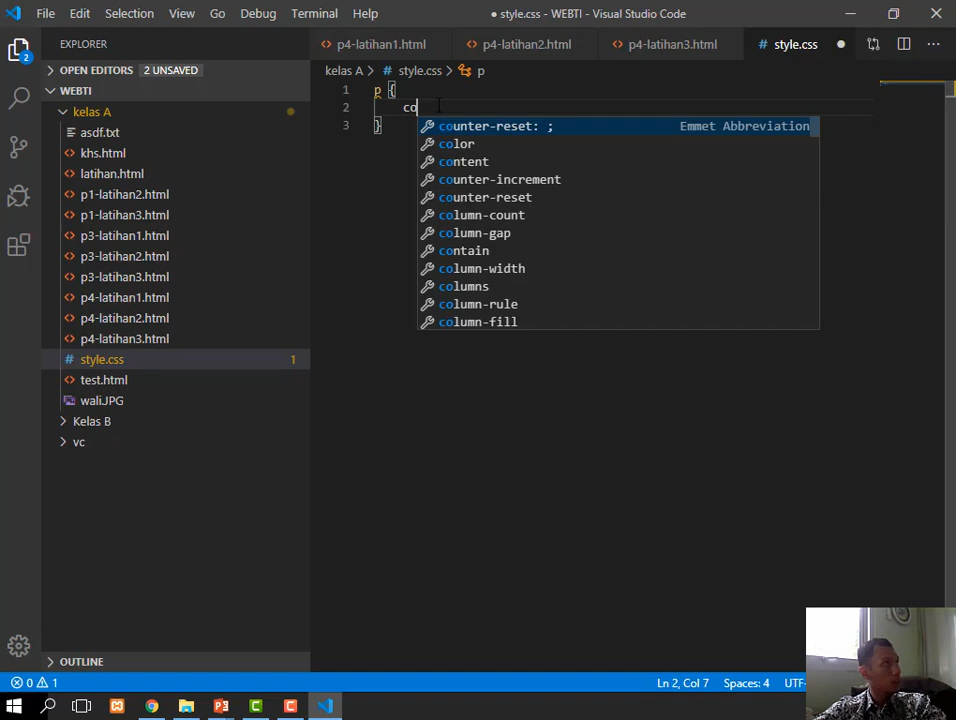 File Edit Selection View Go Debug Terminal Help
● style.css - WEBTI - Visual Studio Code
2
EXPLORER
OPEN EDITORS 2 UNSAVED
WEBTI
kelas A
asdf.txt
khs.html
latihan.html
p1-latihan2.html
p1-latihan3.html
p3-latihan1.html
p3-latihan2.html
p3-latihan3.html
p4-latihan1.html
p4-latihan2.html
p4-latihan3.html
# style.css 1
test.html
wali.JPG
Kelas B
vc
OUTLINE
<> p4-latihan1.html <> p4-latihan2.html <> p4-latihan3.html # style.css ●
kelas A > # style.css > p
1 p {
2 co
3 }
counter-reset: ; Emmet Abbreviation
color
content
counter-increment
counter-reset
column-count
column-gap
contain
column-width
columns
column-rule
column-fill
0 1
Ln 2, Col 7 Spaces: 4 UTF-